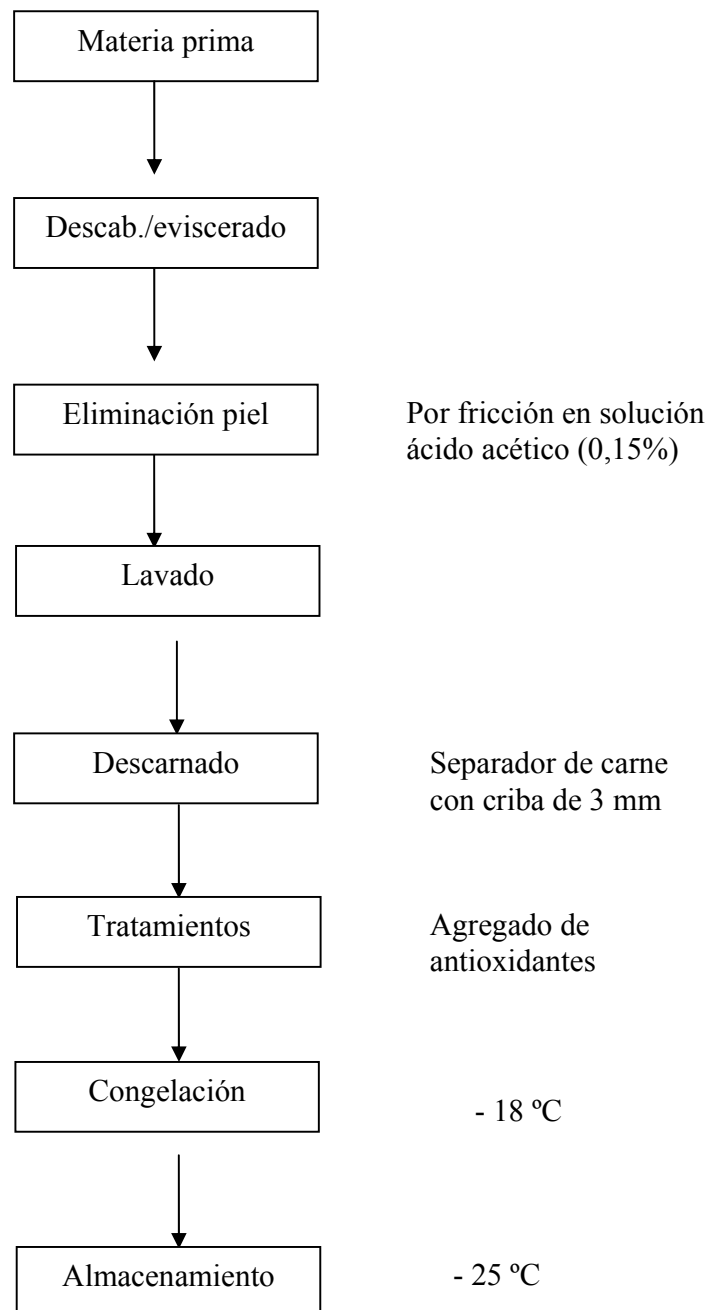 Materia prima
Descab./eviscerado
Eliminación piel
Por fricción en solución
ácido acético (0,15%)
Lavado
Descarnado
Separador de carne
con criba de 3 mm
Tratamientos
Agregado de
antioxidantes
Congelación
- 18 ºC
Almacenamiento
- 25 ºC